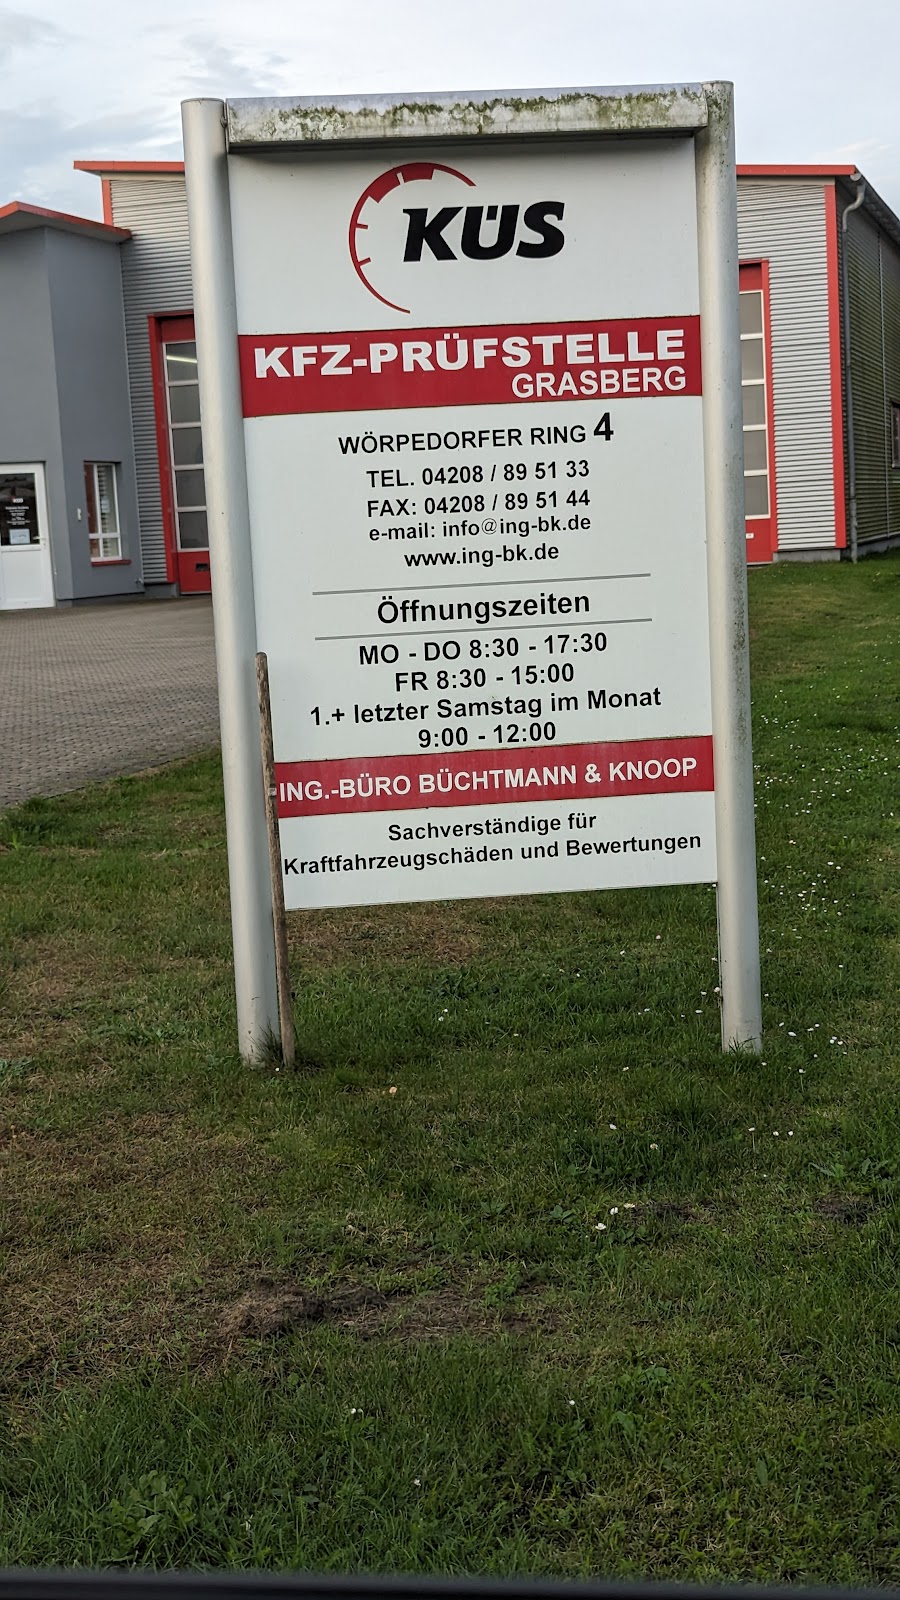 KÜS
KFZ-PRÜFSTELLE
GRASBERG
WÖRPEDORFER RING 4
TEL. 04208 / 89 51 33
FAX: 04208 / 89 51 44
e-mail: info@ing-bk.de
www.ing-bk.de
Öffnungszeiten
MO - DO 8:30 - 17:30
FR 8:30 - 15:00
1.+ letzter Samstag im Monat
9:00 - 12:00
ING.-BÜRO BÜCHTMANN & KNOOP
Sachverständige für
Kraftfahrzeugschäden und Bewertungen